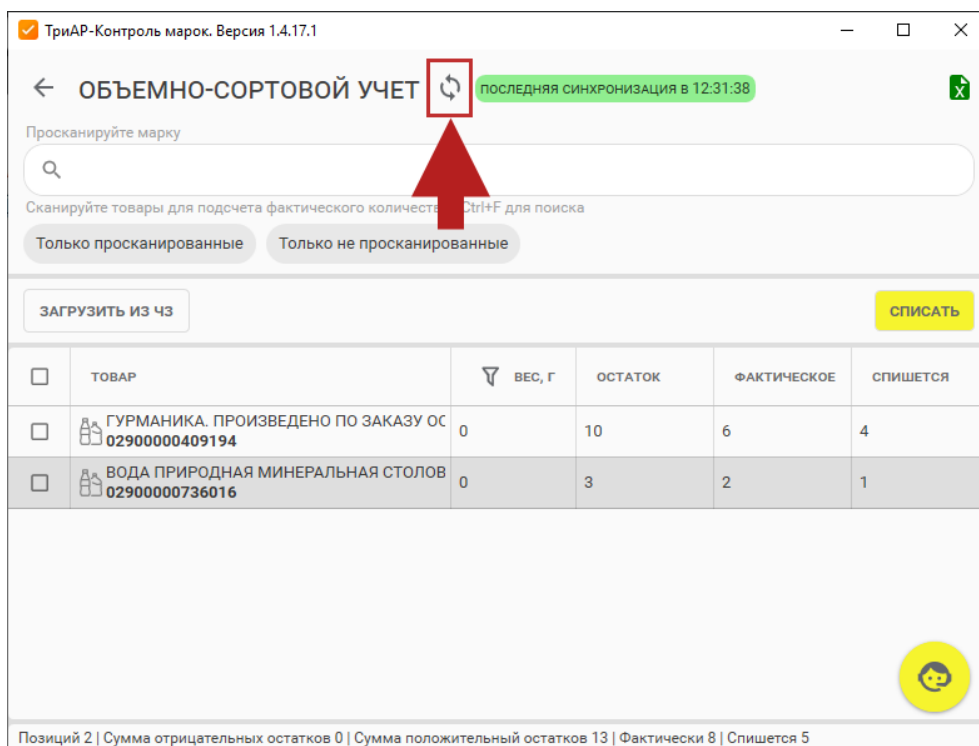 ТриАР-Контроль марок. Версия 1.4.17.1
ОБЪЕМНО-СОРТОВОЙ УЧЕТ ПОСЛЕДНЯЯ СИНХРОНИЗАЦИЯ В 12:31:38
Просканируйте марку
Сканируйте товары для подсчета фактического Ctrl+F для поиска
Только просканированные Только не просканированные
ЗАГРУЗИТЬ ИЗ ЧЗ СПИСАТЬ
ТОВАР ВЕС, Г ОСТАТОК ФАКТИЧЕСКОЕ СПИШЕТСЯ
ГУРМАНИКА. ПРОИЗВЕДЕНО ПО ЗАКАЗУ ОС
02900000409194 0 10 6 4
ВОДА ПРИРОДНАЯ МИНЕРАЛЬНАЯ СТОЛОВ
02900000736016 0 3 2 1
Позиций 2 | Сумма отрицательных остатков 0 | Сумма положительный остатков 13 | Фактически 8 | Спишется 5